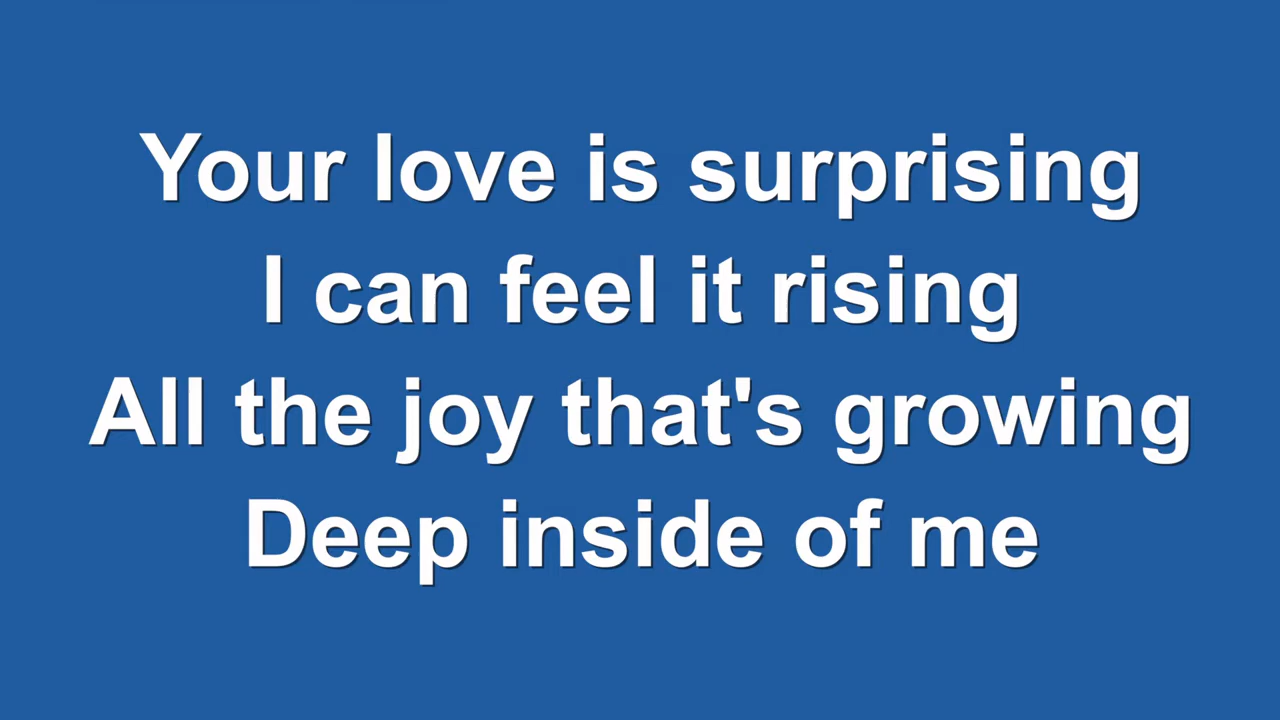 Your love is surprising
I can feel it rising
All the joy that's growing
Deep inside of me